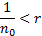 1/n₀ < r